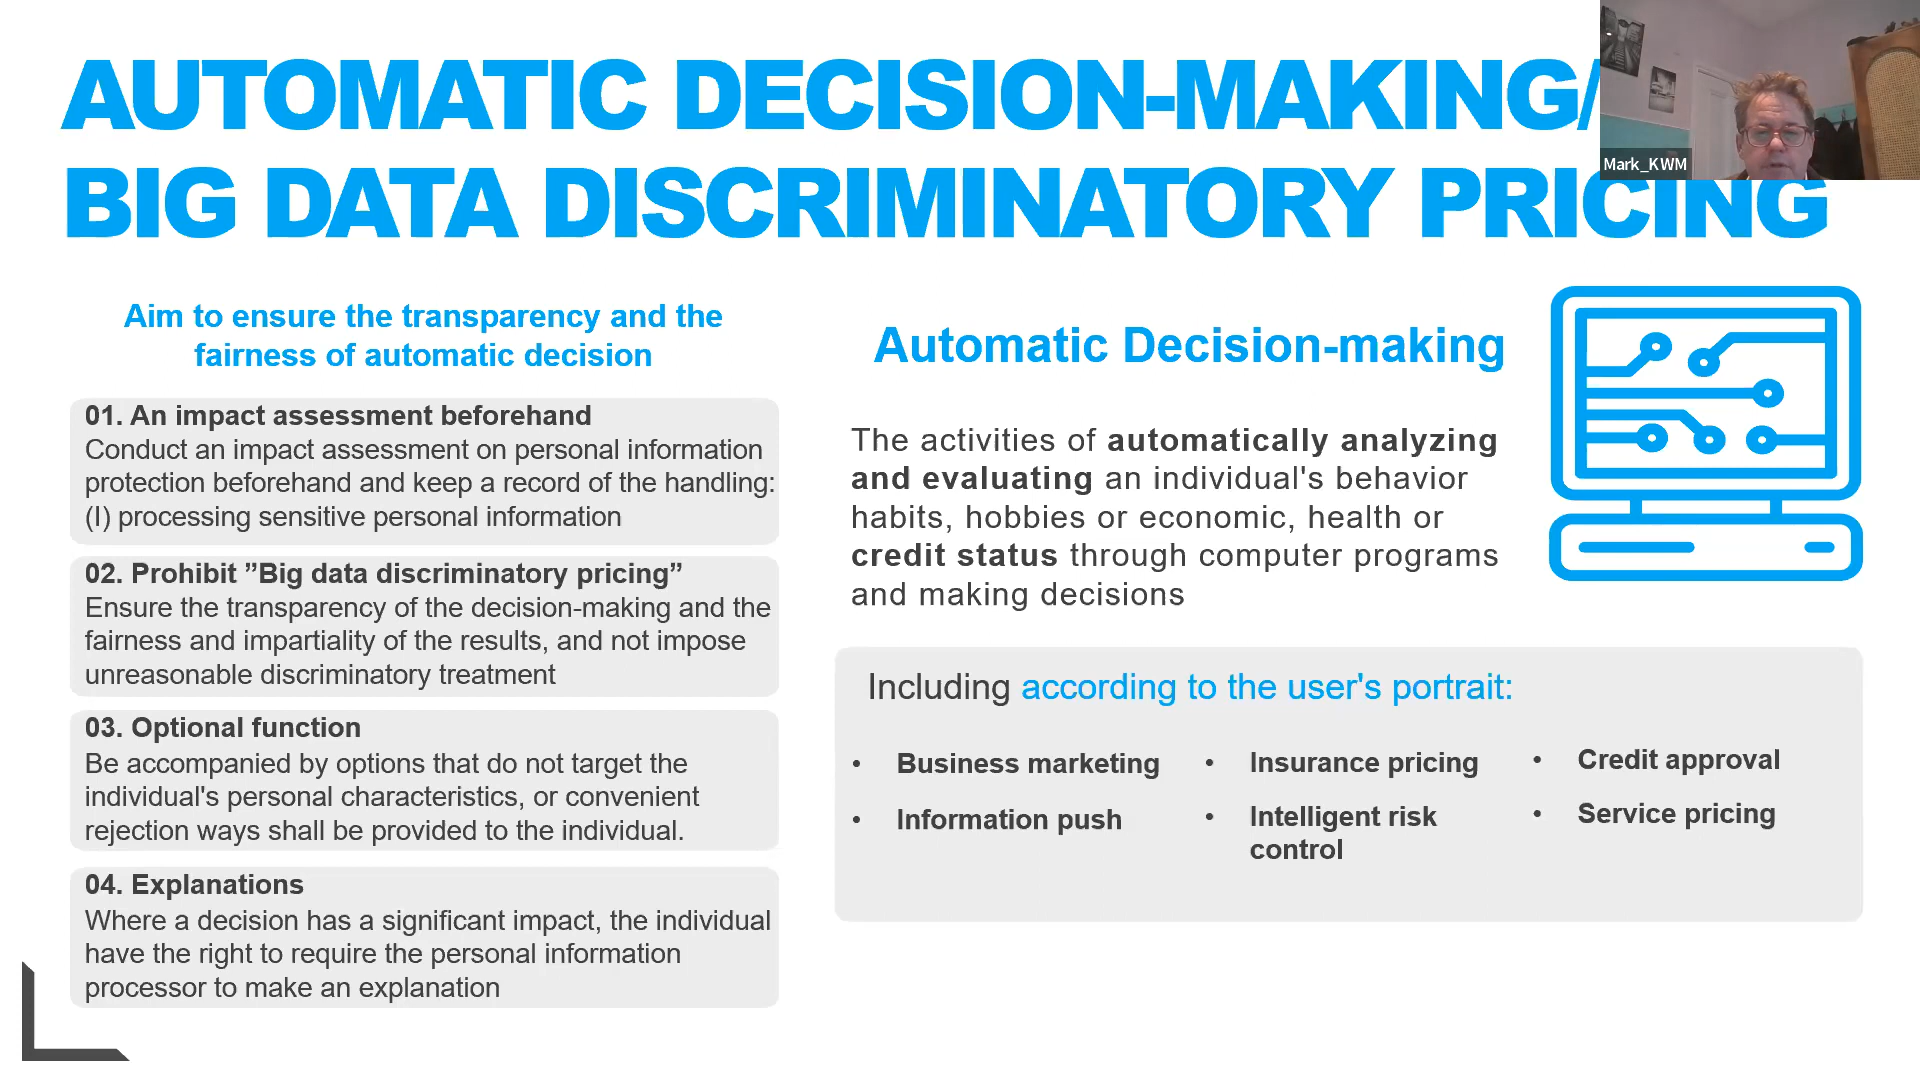 AUTOMATIC DECISION-MAKING/
BIG DATA DISCRIMINATORY PRICING
Mark_KWM
Aim to ensure the transparency and the
fairness of automatic decision
01. An impact assessment beforehand
Conduct an impact assessment on personal information
protection beforehand and keep a record of the handling:
(I) processing sensitive personal information
02. Prohibit ”Big data discriminatory pricing”
Ensure the transparency of the decision-making and the
fairness and impartiality of the results, and not impose
unreasonable discriminatory treatment
03. Optional function
Be accompanied by options that do not target the
individual's personal characteristics, or convenient
rejection ways shall be provided to the individual.
04. Explanations
Where a decision has a significant impact, the individual
have the right to require the personal information
processor to make an explanation
Automatic Decision-making
The activities of automatically analyzing
and evaluating an individual's behavior
habits, hobbies or economic, health or
credit status through computer programs
and making decisions
Including according to the user's portrait:
• Business marketing
• Information push
• Insurance pricing
• Intelligent risk
control
• Credit approval
• Service pricing